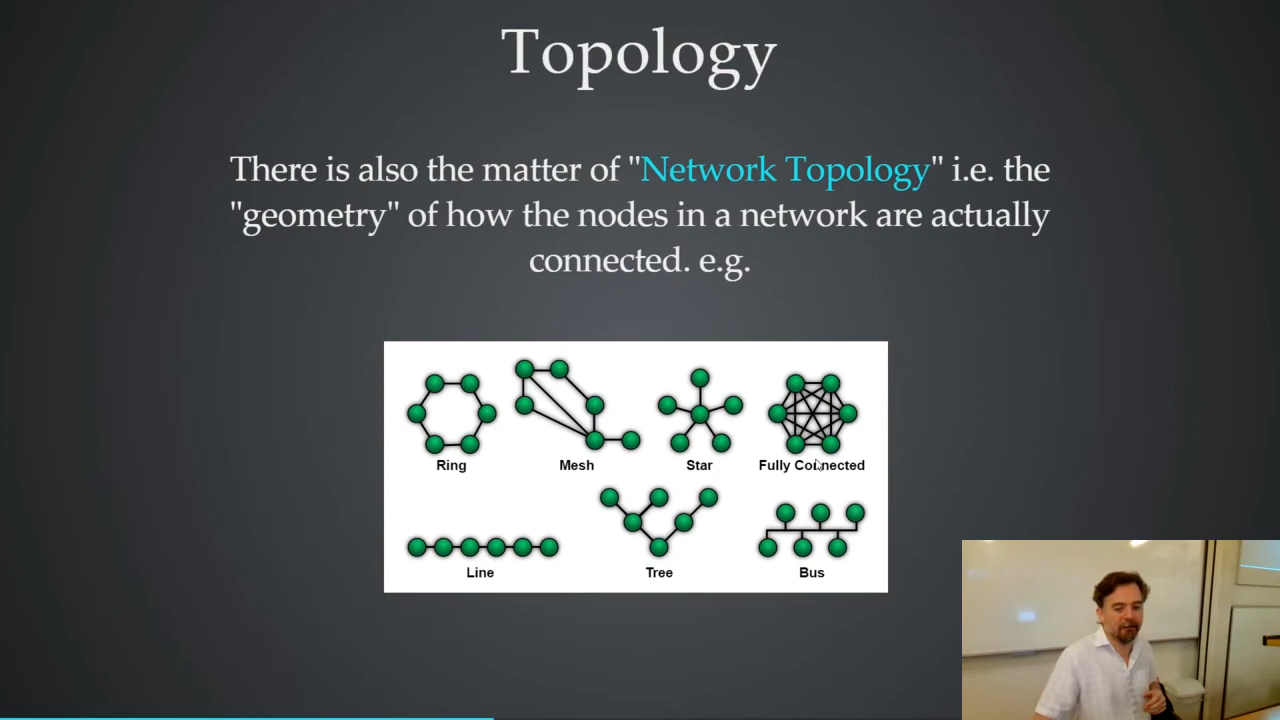 Topology
There is also the matter of "Network Topology" i.e. the
"geometry" of how the nodes in a network are actually
connected. e.g.
Ring
Mesh
Star
Fully Connected
Line
Tree
Bus